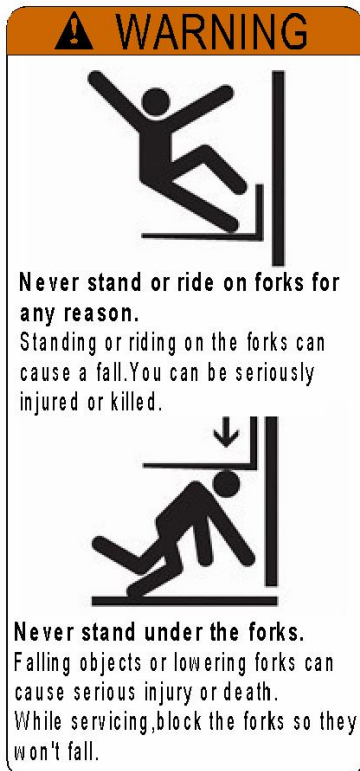 WARNING
Never stand or ride on forks for
any reason.
Standing or riding on the forks can
cause a fall.You can be seriously
injured or killed.
Never stand under the forks.
Falling objects or lowering forks can
cause serious injury or death.
While servicing,block the forks so they
won't fall.